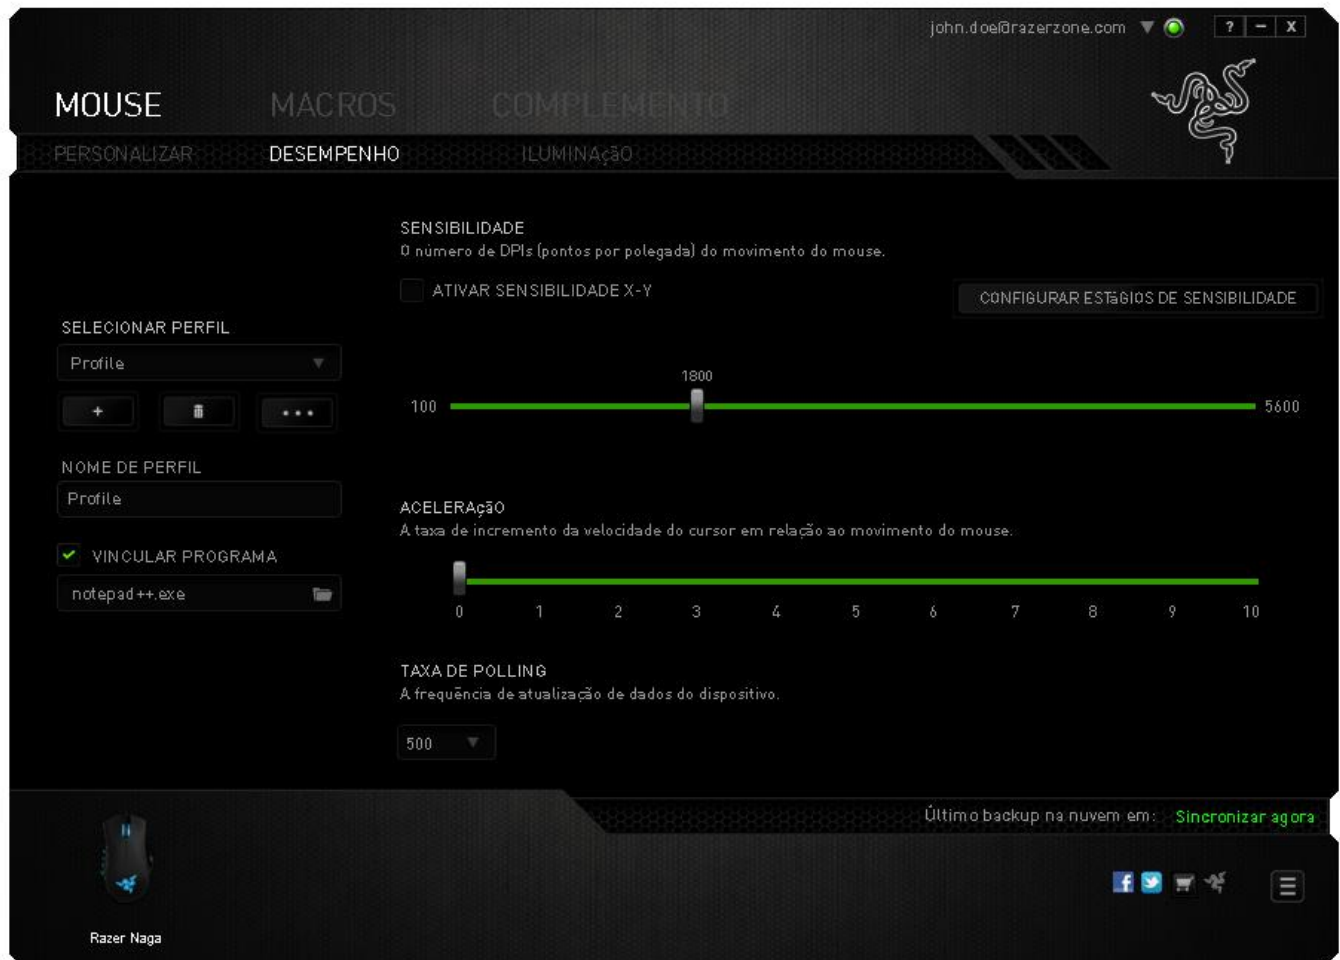 john.doe@razerzone.com
? – X
MOUSE MACROS COMPLEMENTO
PERSONALIZAR DESEMPENHO ILUMINAçãO
SENSIBILIDADE
O número de DPIs (pontos por polegada) do movimento do mouse.
ATIVAR SENSIBILIDADE X-Y
CONFIGURAR ESTáGIOS DE SENSIBILIDADE
SELECIONAR PERFIL
Profile
+ •••
1800
100 5600
NOME DE PERFIL
Profile
ACELERAçãO
A taxa de incremento da velocidade do cursor em relação ao movimento do mouse.
VINCULAR PROGRAMA
notepad++.exe
0 1 2 3 4 5 6 7 8 9 10
TAXA DE POLLING
A frequência de atualização de dados do dispositivo.
500
Último backup na nuvem em: Sincronizar agora
Razer Naga